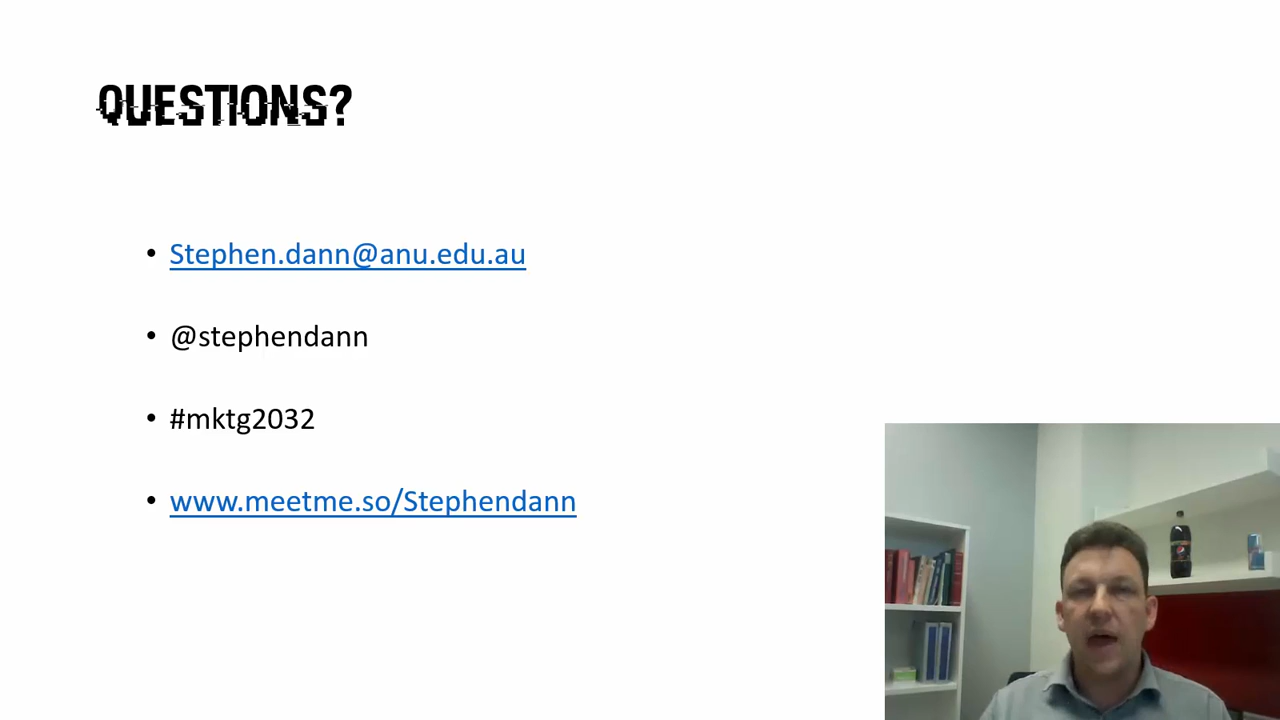 QUESTIONS?
• Stephen.dann@anu.edu.au
• @stephendann
• #mktg2032
• www.meetme.so/Stephendann